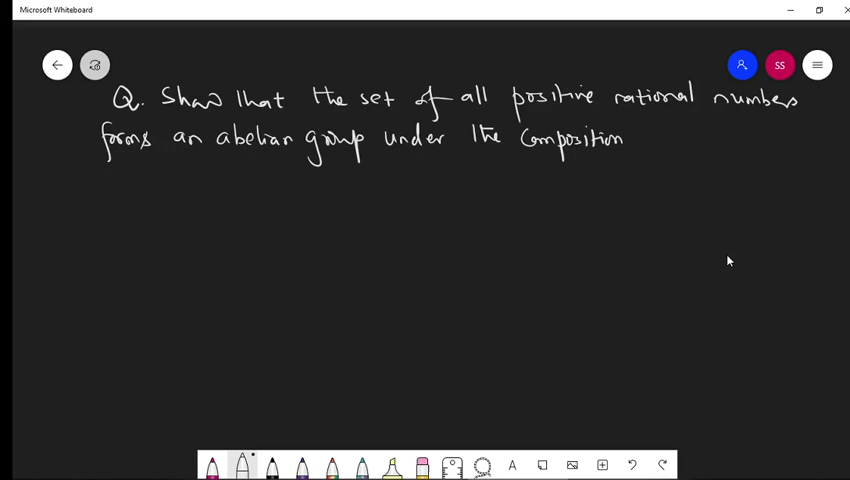 Microsoft Whiteboard
SS
Q. Show that the set of all positive rational numbers
forms an abelian group under the composition
A